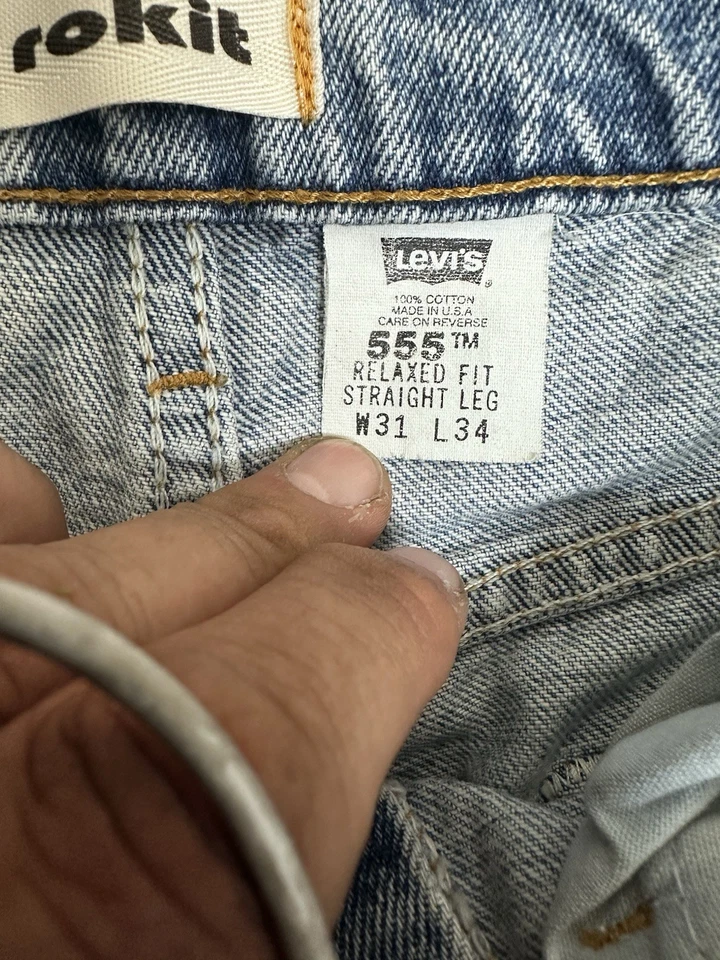 rokit
LEVI'S
100% COTTON
MADE IN U.S.A
CARE ON REVERSE
555™
RELAXED FIT
STRAIGHT LEG
W31 L34